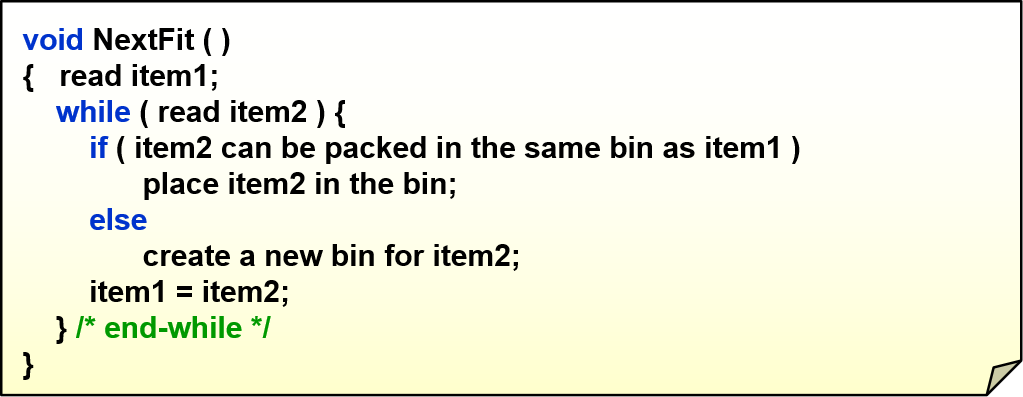 void NextFit ( )
{ read item1;
while ( read item2 ) {
if ( item2 can be packed in the same bin as item1 )
place item2 in the bin;
else
create a new bin for item2;
item1 = item2;
} /* end-while */
}